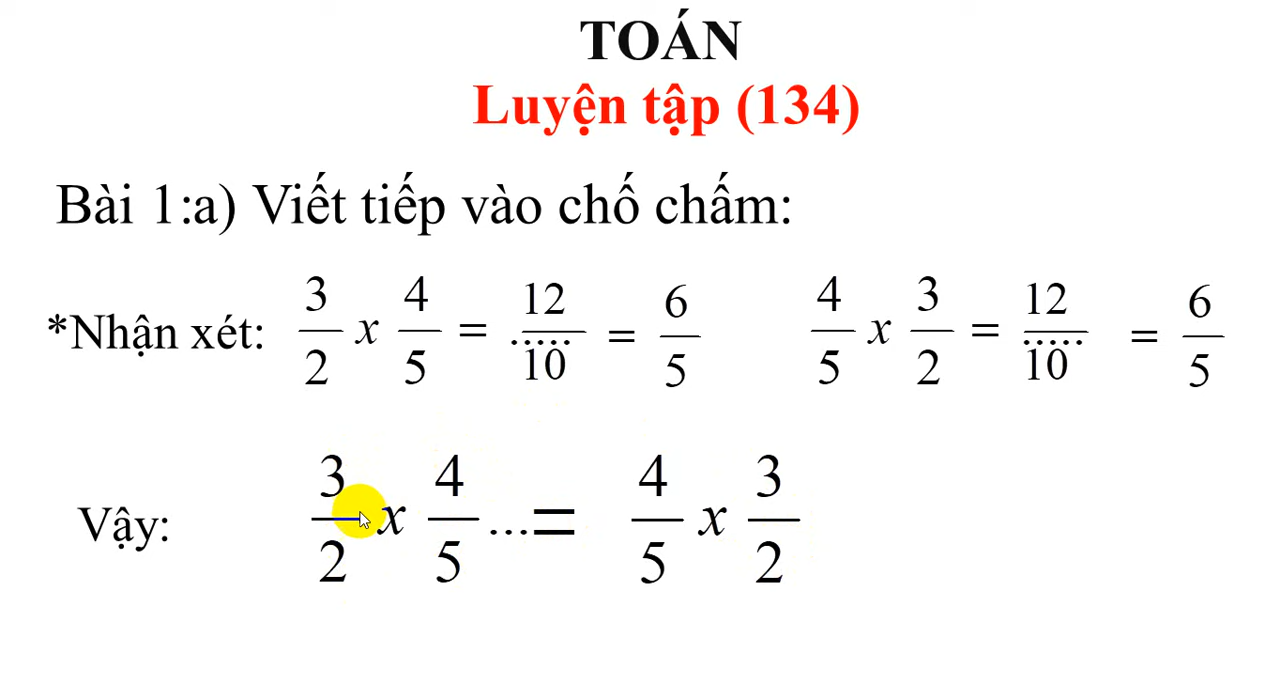 TOÁN
Luyện tập (134)
Bài 1:a) Viết tiếp vào chố chấm:
*Nhận xét: 3/2 x 4/5 = 12/10 = 6/5 4/5 x 3/2 = 12/10 = 6/5
Vậy: 3/2 x 4/5 ...= 4/5 x 3/2